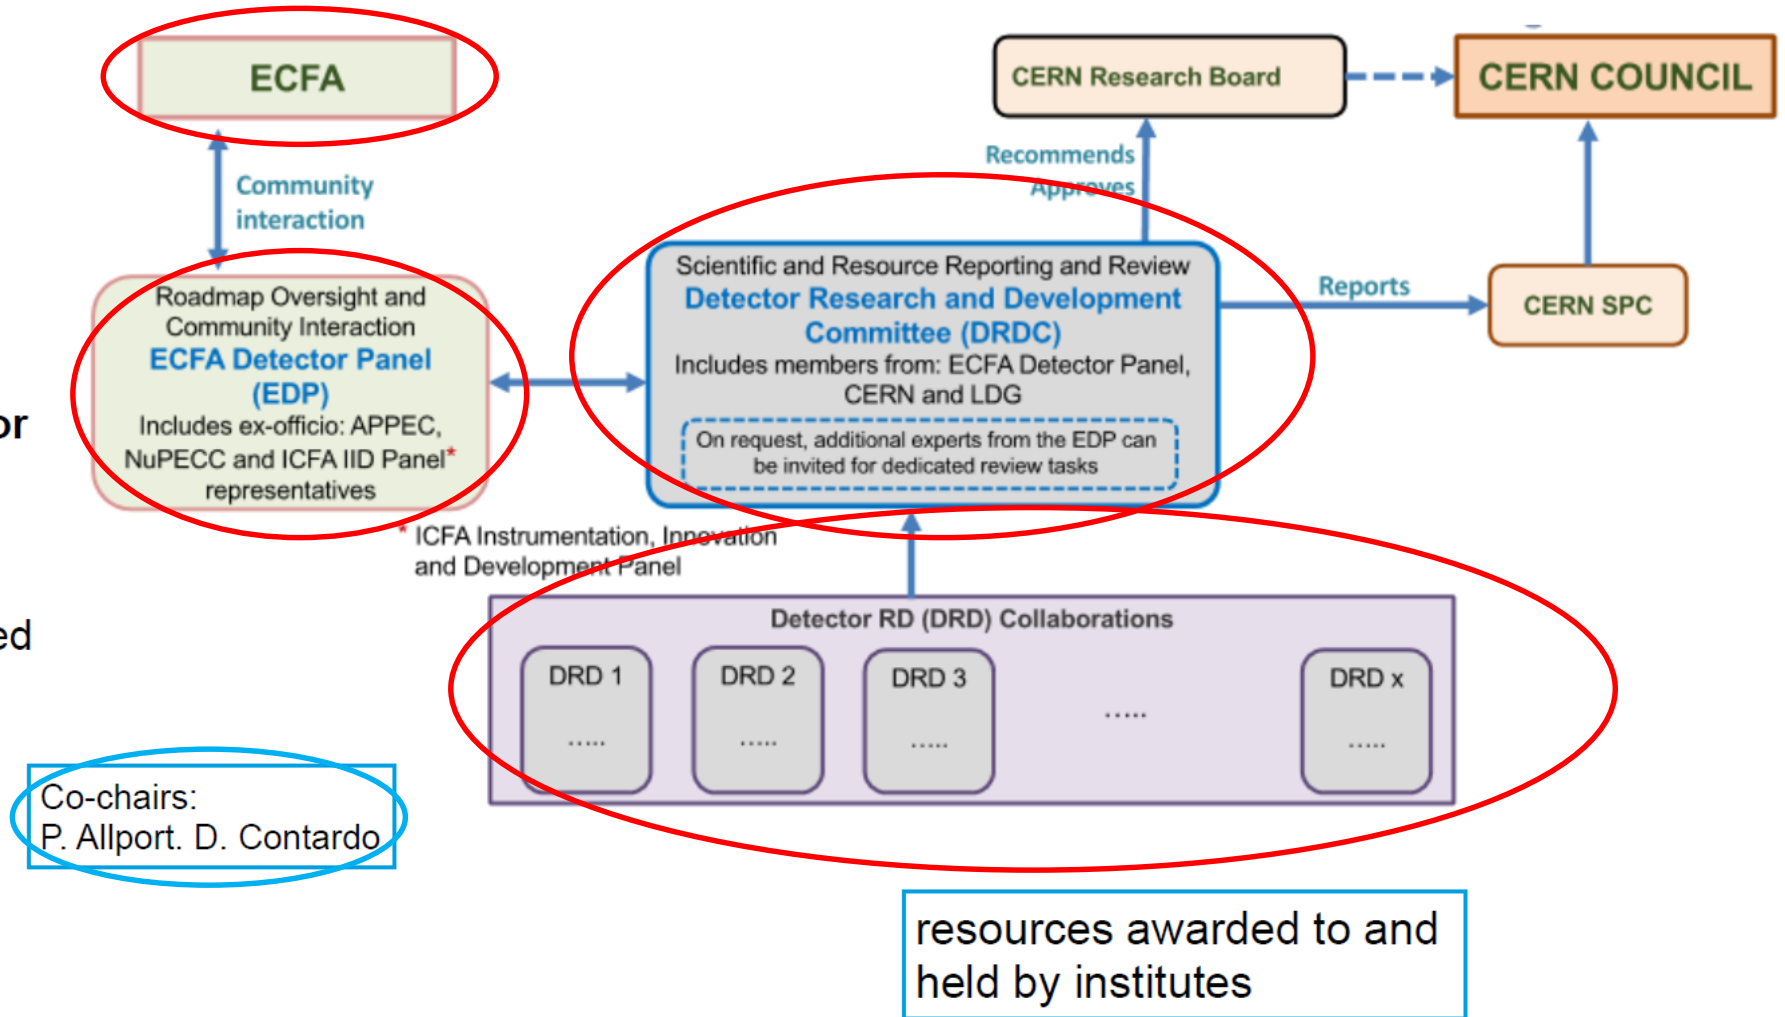 ECFA
CERN Research Board
CERN COUNCIL
Community
interaction
Recommends
Approves
Roadmap Oversight and
Community Interaction
ECFA Detector Panel
(EDP)
Includes ex-officio: APPEC,
NuPECC and ICFA IID Panel*
representatives
Scientific and Resource Reporting and Review
Detector Research and Development
Committee (DRDC)
Includes members from: ECFA Detector Panel,
CERN and LDG
On request, additional experts from the EDP can
be invited for dedicated review tasks
Reports
CERN SPC
or
* ICFA Instrumentation, Innovation
and Development Panel
ed
Detector RD (DRD) Collaborations
DRD 1
.....
DRD 2
.....
DRD 3
.....
.....
DRD x
.....
Co-chairs:
P. Allport. D. Contardo
resources awarded to and
held by institutes